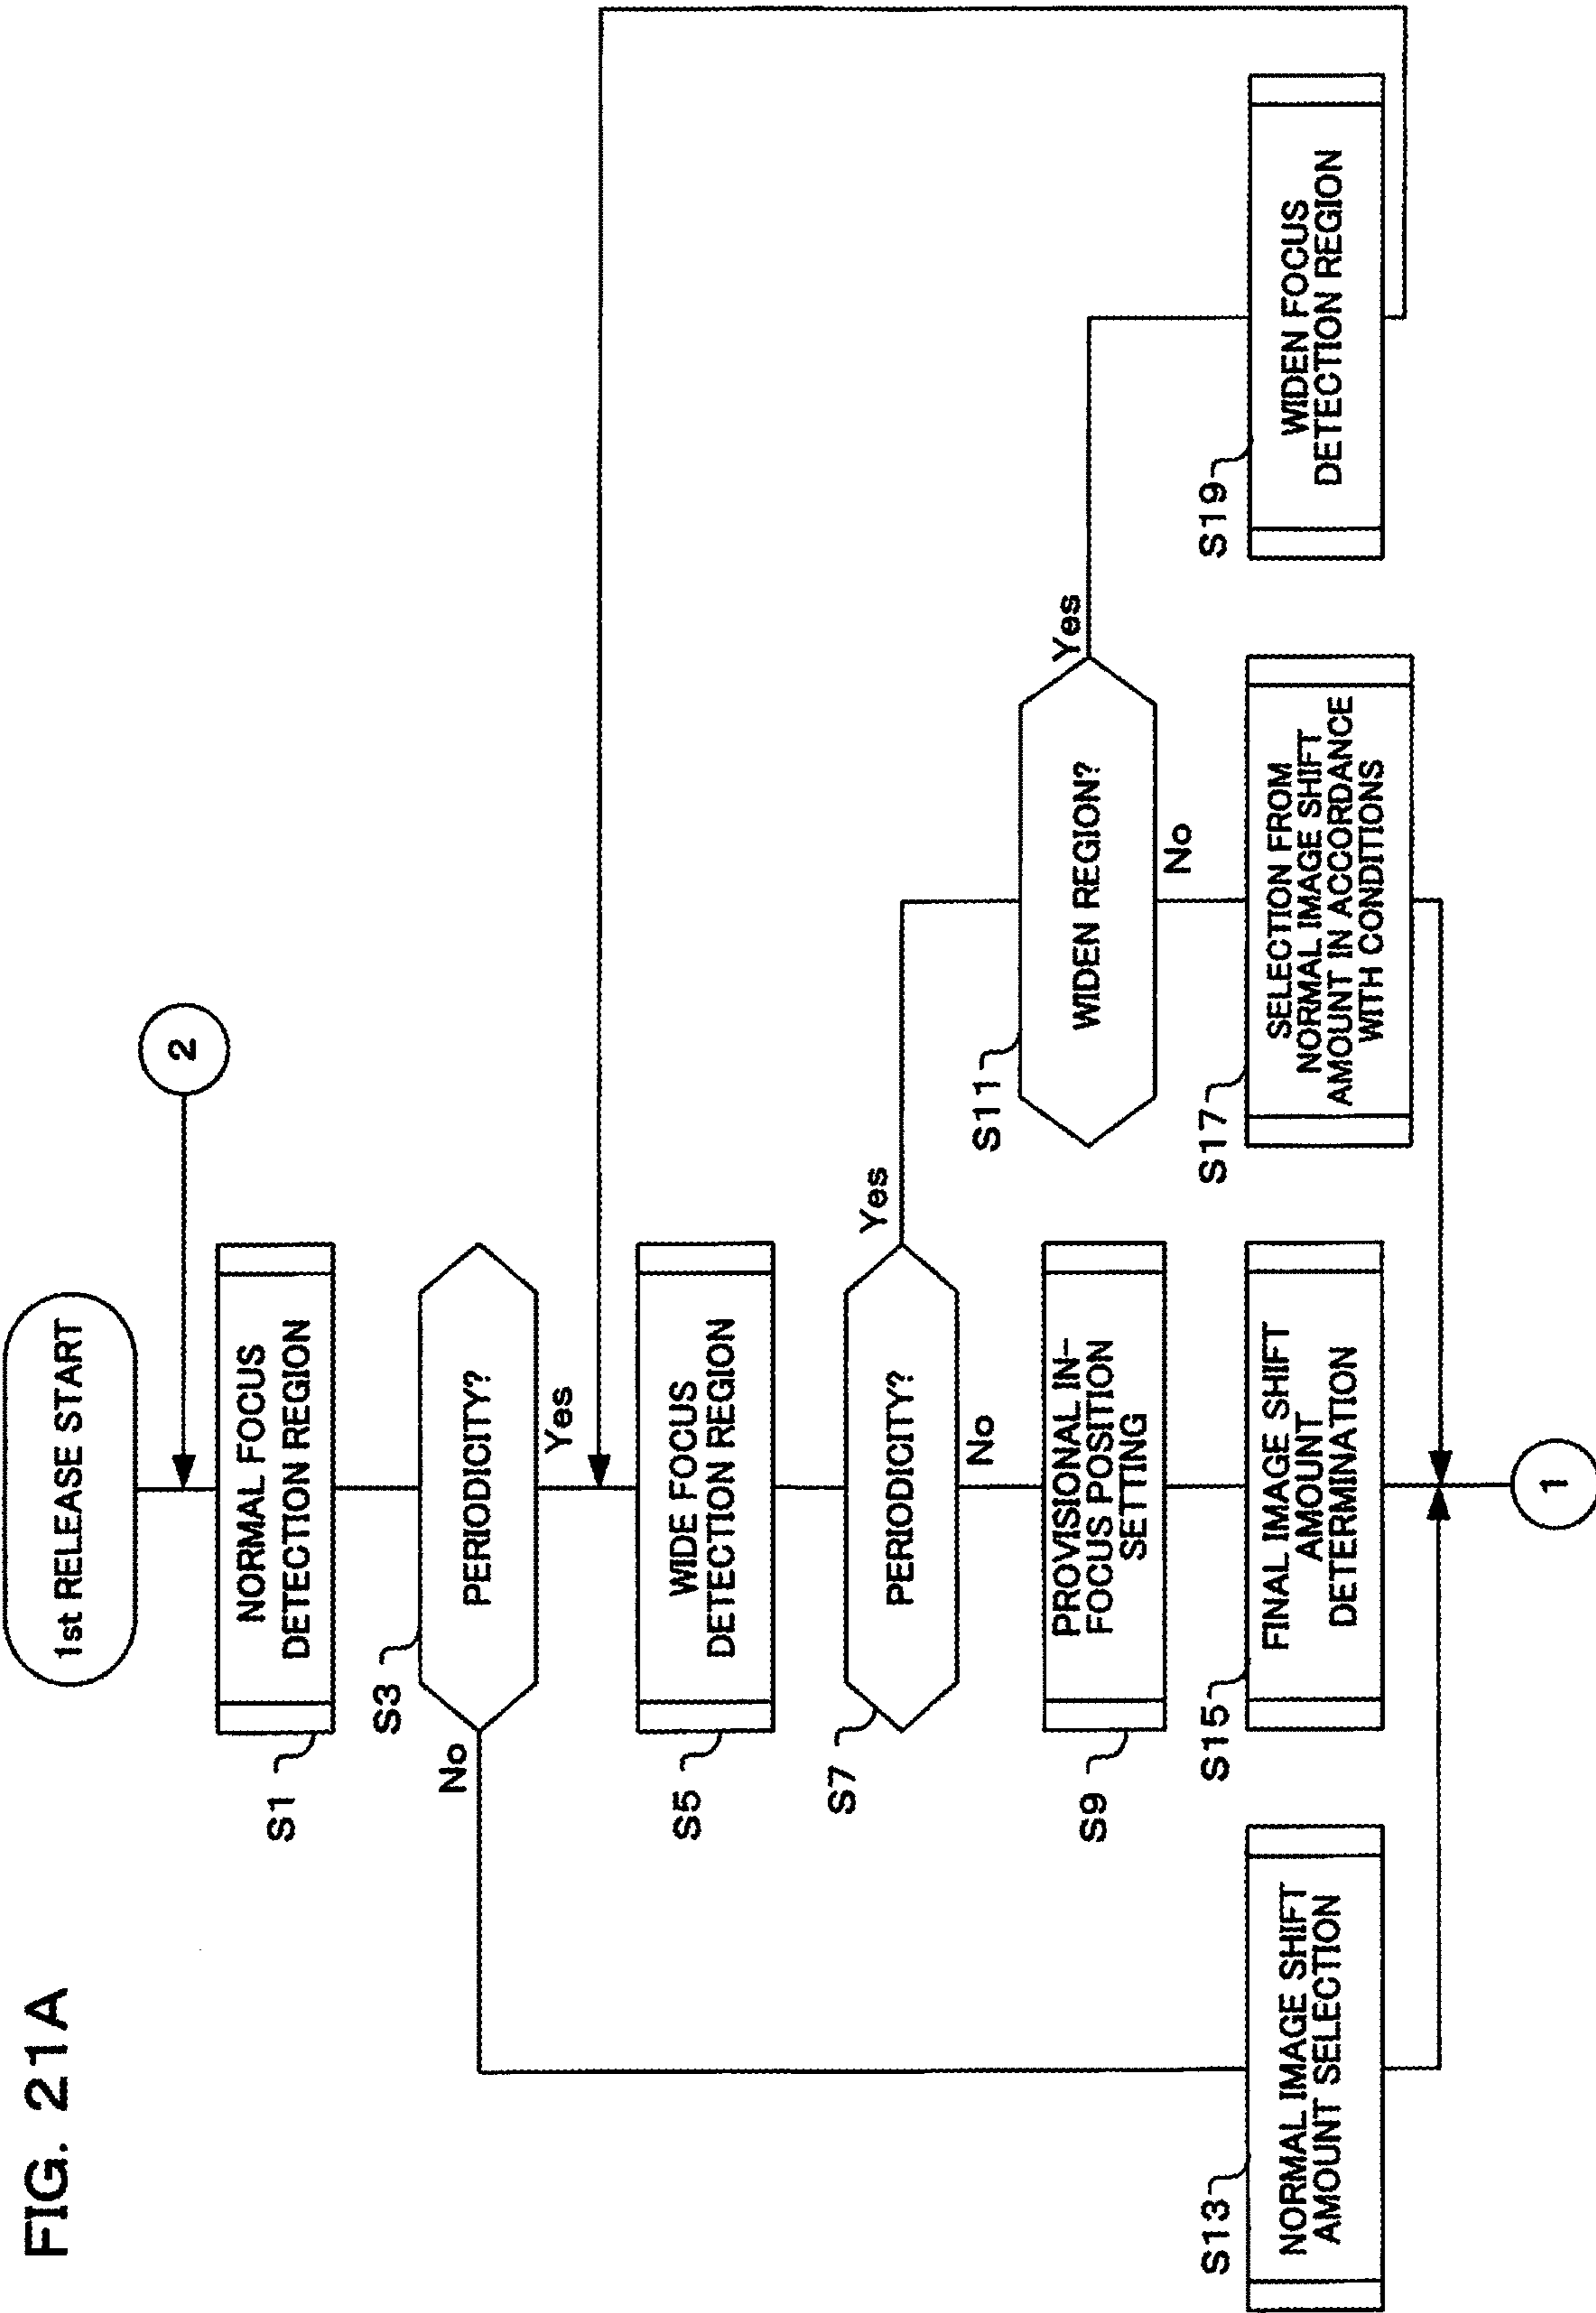 FIG. 21A
1st RELEASE START
2
S1
NORMAL FOCUS
DETECTION REGION
S3
PERIODICITY?
No
Yes
S5
WIDE FOCUS
DETECTION REGION
S7
PERIODICITY?
Yes
No
S9
PROVISIONAL IN-
FOCUS POSITION
SETTING
S11
WIDEN REGION?
Yes
No
S13
NORMAL IMAGE SHIFT
AMOUNT SELECTION
S15
FINAL IMAGE SHIFT
AMOUNT
DETERMINATION
S17
SELECTION FROM
NORMAL IMAGE SHIFT
AMOUNT IN ACCORDANCE
WITH CONDITIONS
S19
WIDEN FOCUS
DETECTION REGION
1